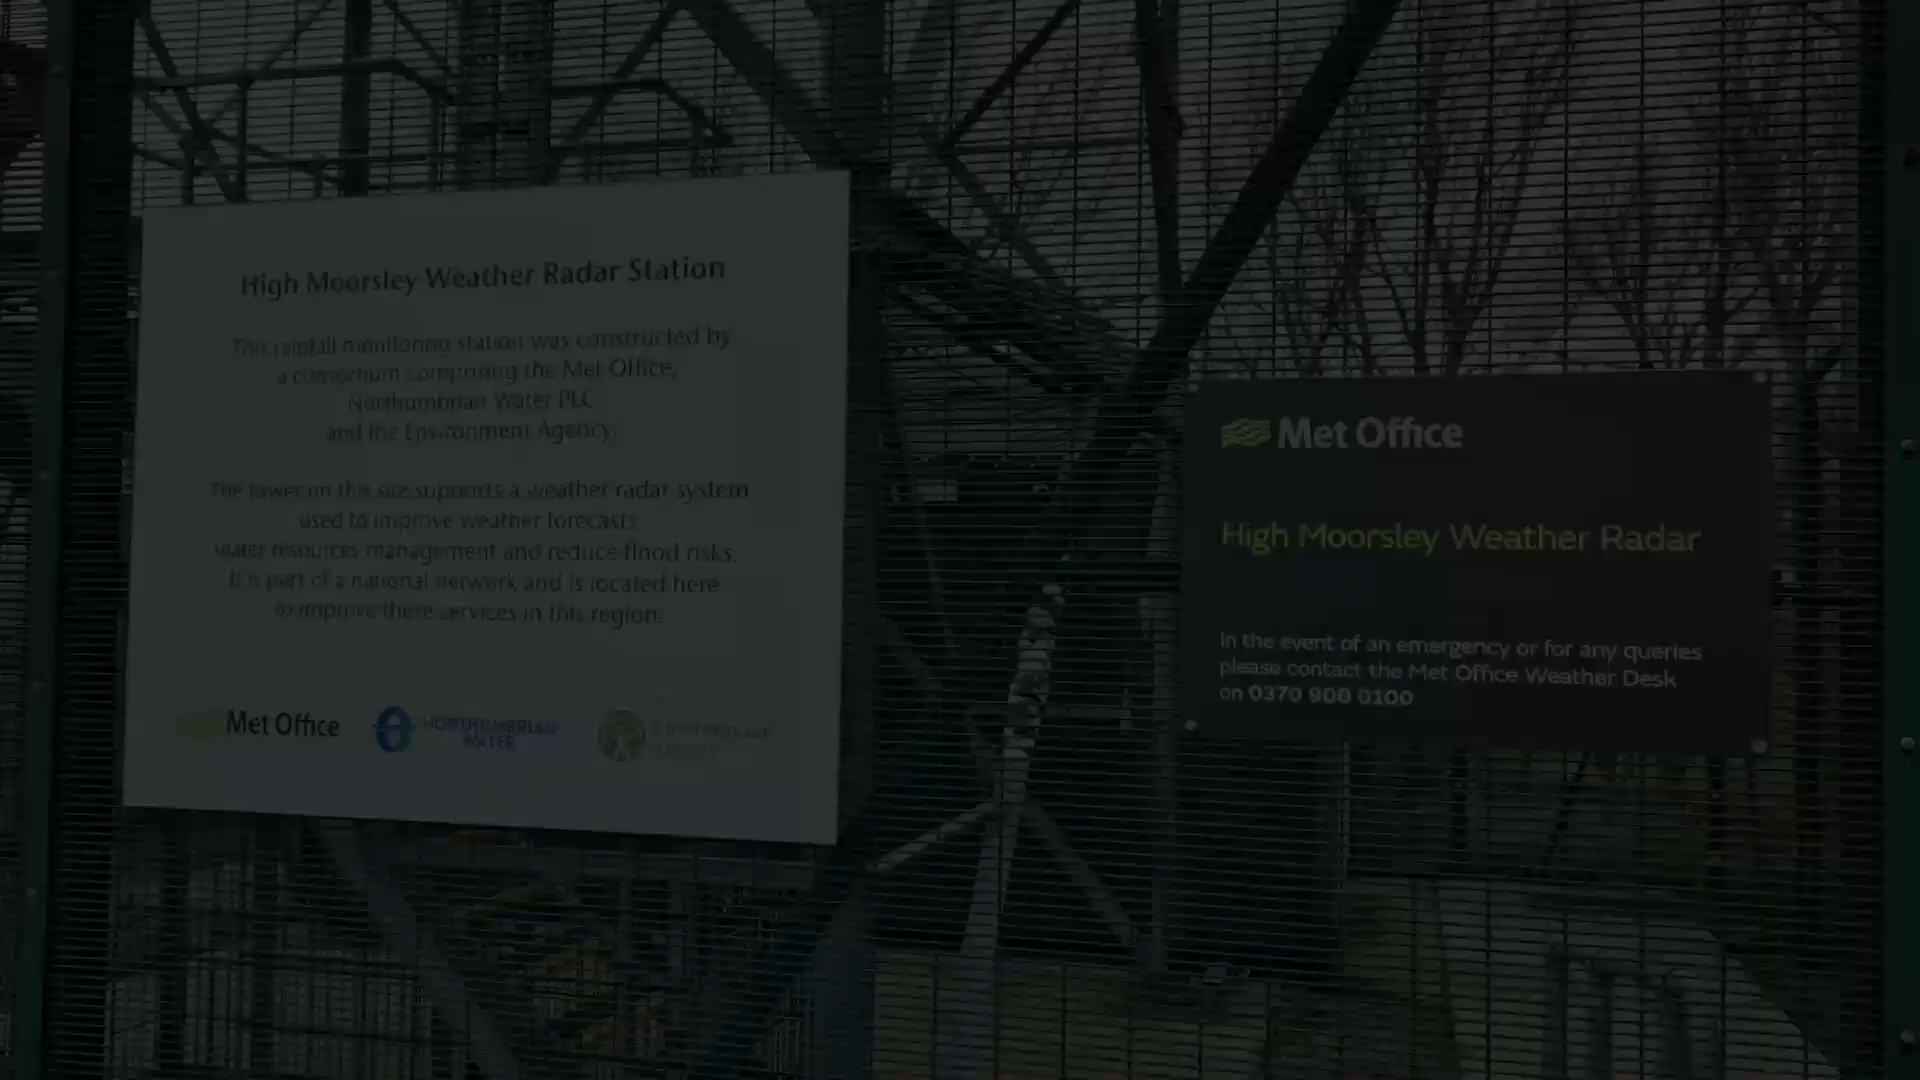 High Moorsley Weather Radar Station
This rainfall monitoring station was constructed by
a consortium comprising the Met Office,
Northumbrian Water PLC
and the Environment Agency.
The tower on this site supports a weather radar system
used to improve weather forecasts
water resources management and reduce flood risks.
It is part of a national network and is located here
to improve these services in this region.
Met Office
NORTHUMBRIAN
WATER
Met Office
High Moorsley Weather Radar
In the event of an emergency or for any queries
please contact the Met Office Weather Desk
on 0370 900 0100